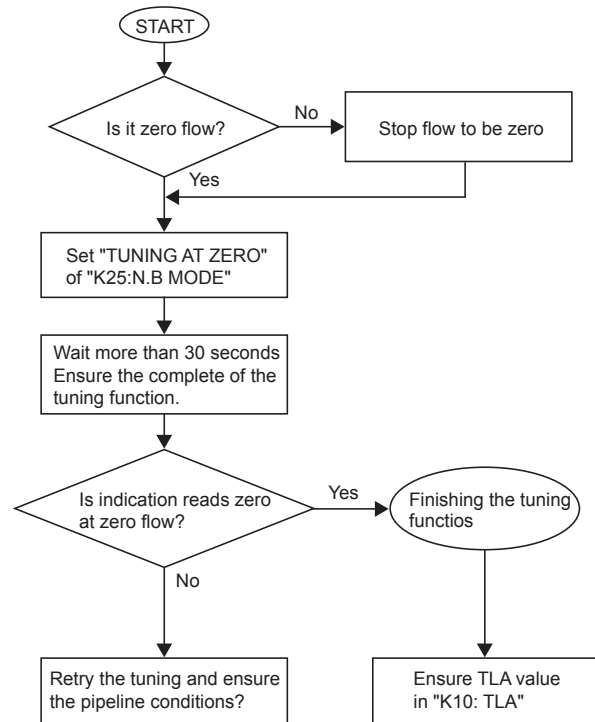 START
Is it zero flow?
No
Stop flow to be zero
Yes
Set "TUNING AT ZERO"
of "K25:N.B MODE"
Wait more than 30 seconds
Ensure the complete of the
tuning function.
Is indication reads zero
at zero flow?
Yes
Finishing the tuning
functios
No
Retry the tuning and ensure
the pipeline conditions?
Ensure TLA value
in "K10: TLA"